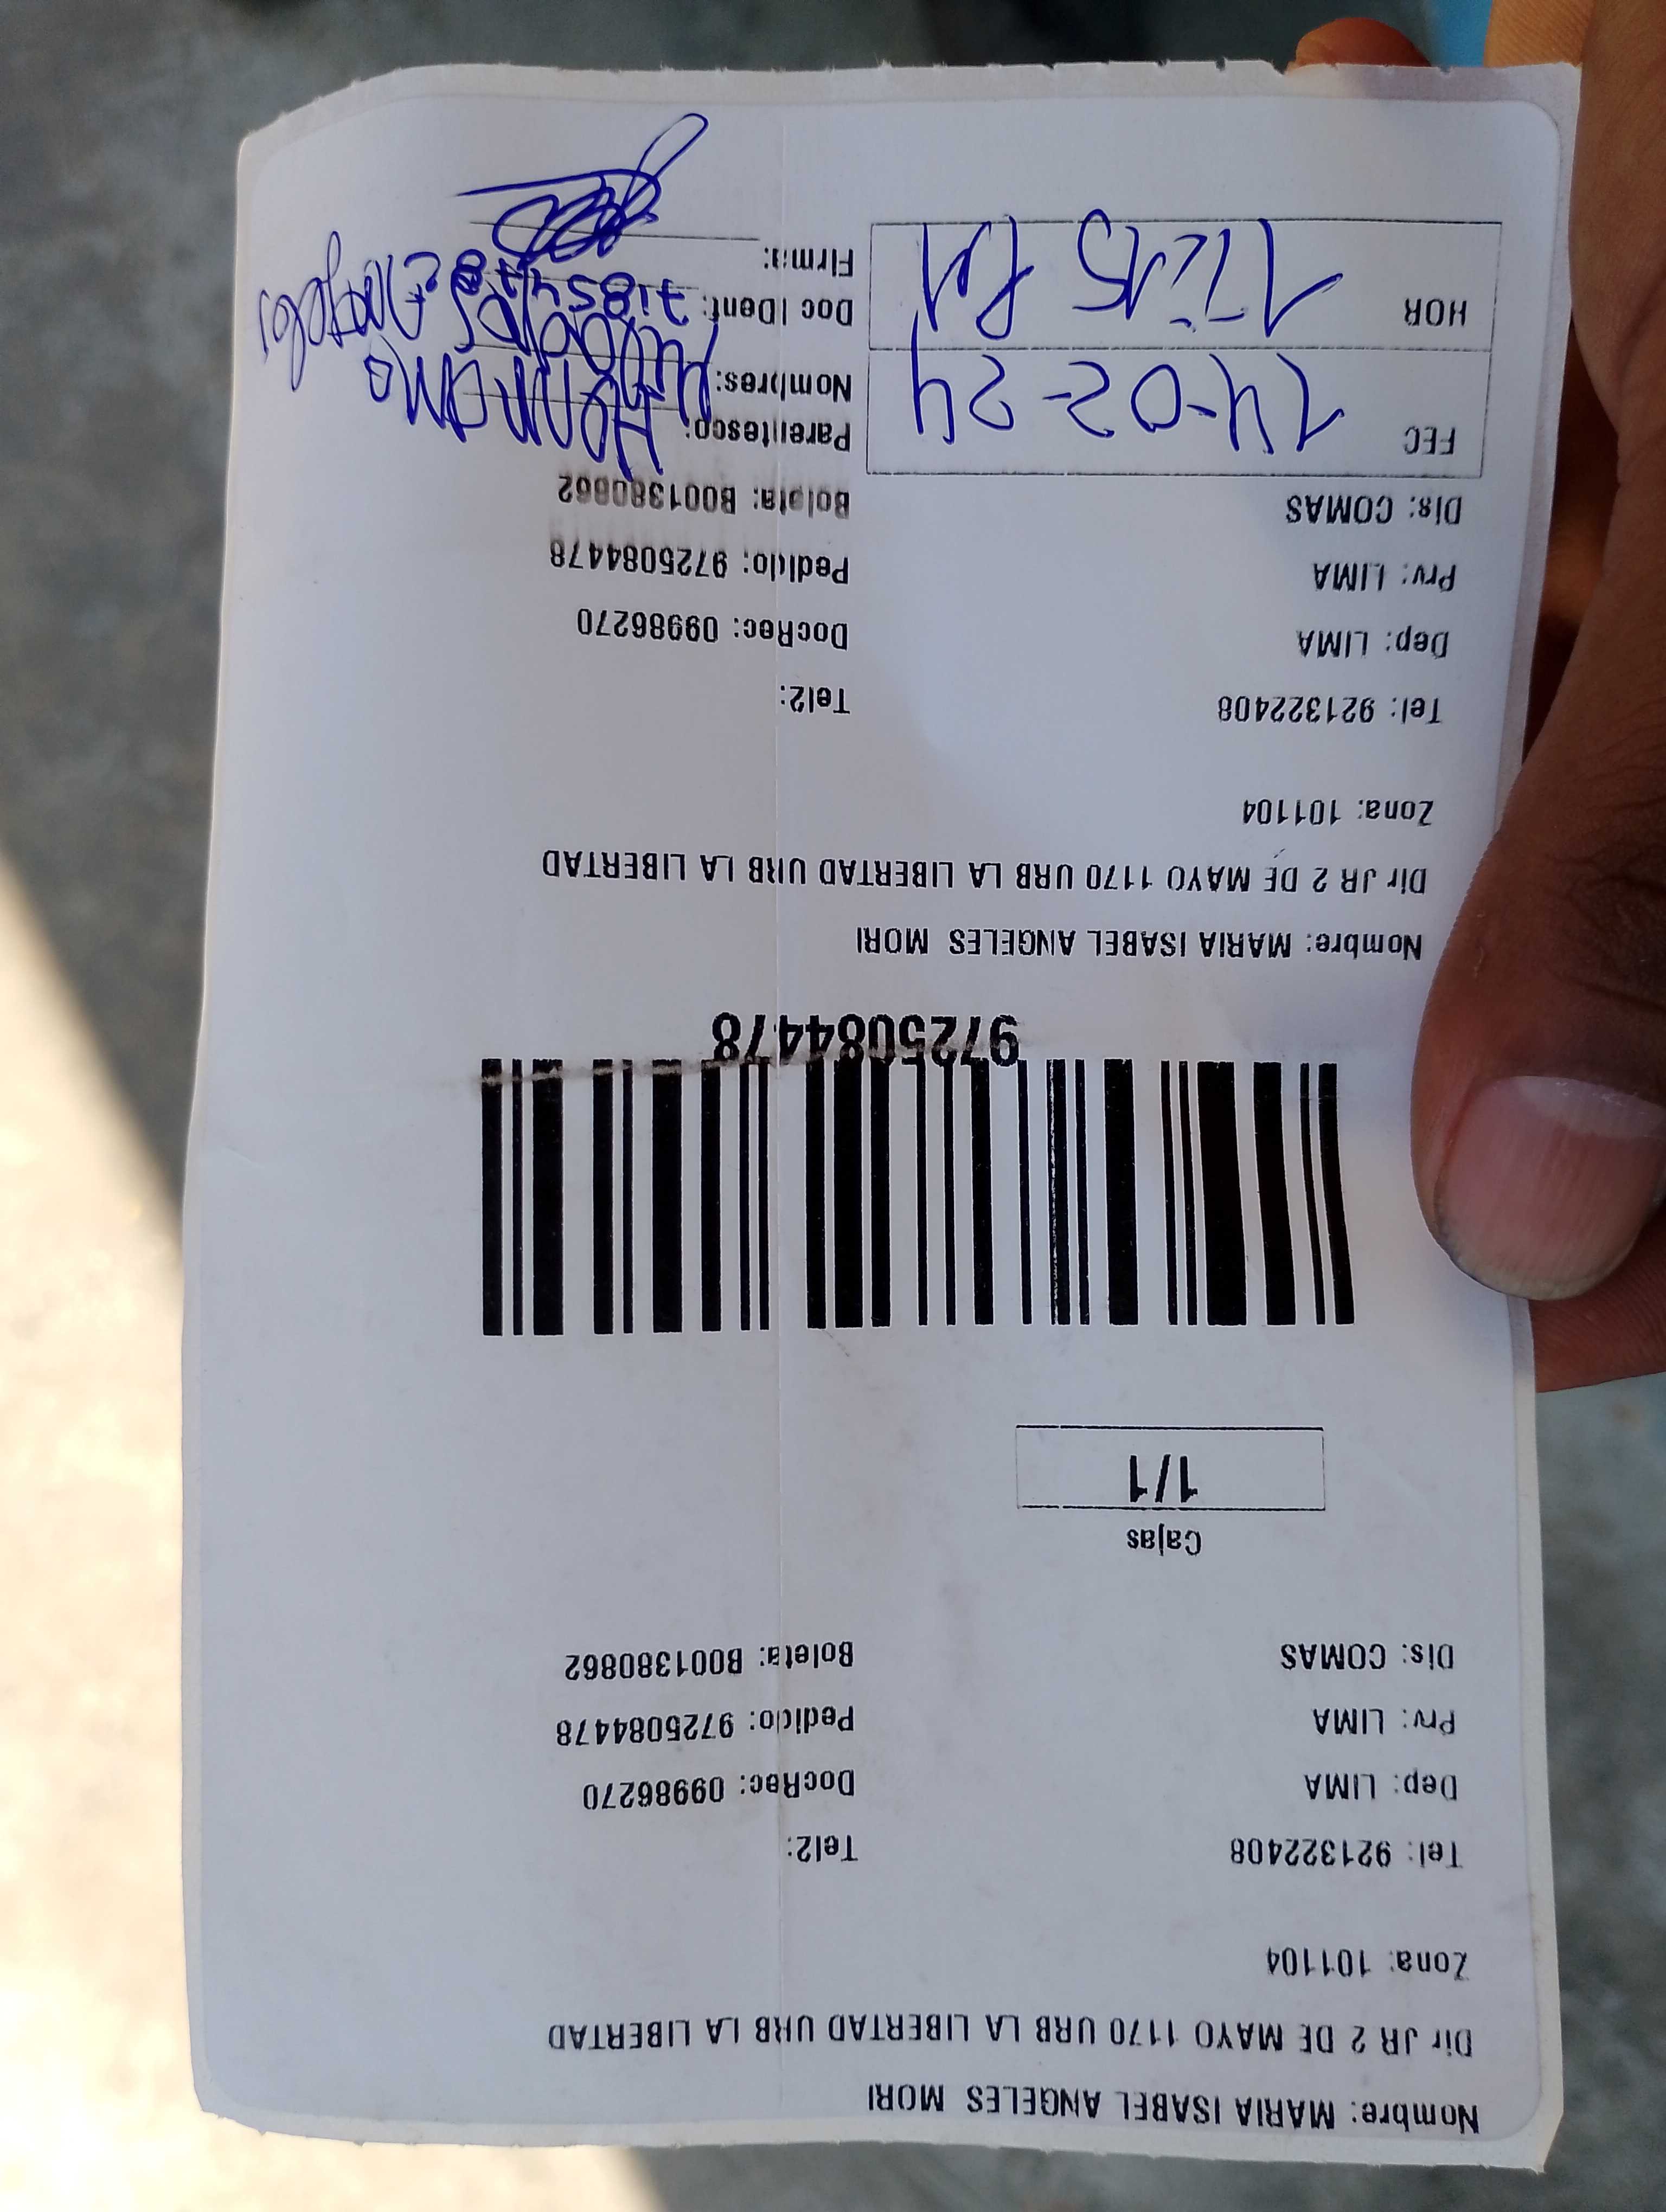 Nombre: MARIA ISABEL ANGELES MORI
Dir JR 2 DE MAYO 1170 URB LA LIBERTAD URB LA LIBERTAD
Zona: 101104
Tel: 921322408 Tel2:
Dep: LIMA DocRec: 09986270
Prv: LIMA Pedido: 9725084478
Dis: COMAS Boleta: B001380862
Cajas
1/1
9725084478
Nombre: MARIA ISABEL ANGELES MORI
Dir JR 2 DE MAYO 1170 URB LA LIBERTAD URB LA LIBERTAD
Zona: 101104
Tel: 921322408 Tel2:
Dep: LIMA DocRec: 09986270
Prv: LIMA Pedido: 9725084478
Dis: COMAS Boleta: B001380862
FEC 14-02-24 Parentesco: Hermano
Nombres: Angeles
HOR 17:15 PM Doc IDent:
Firma: